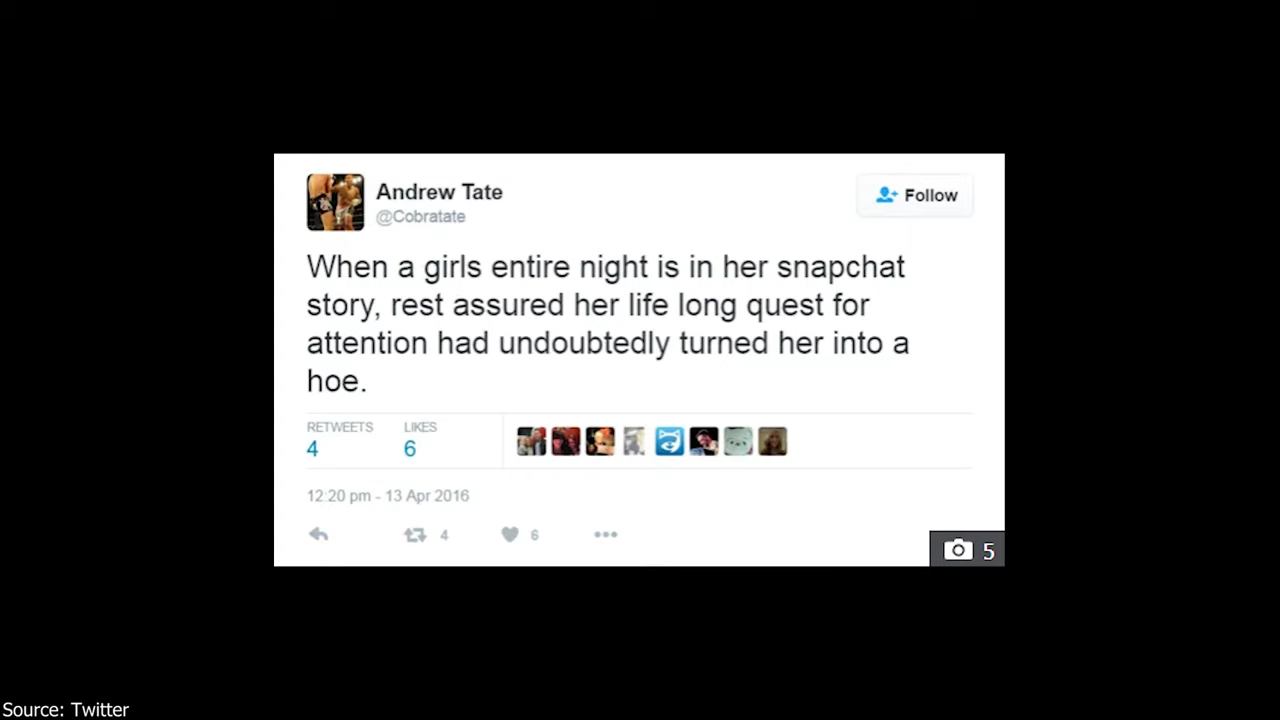 Andrew Tate
@Cobratate
Follow
When a girls entire night is in her snapchat
story, rest assured her life long quest for
attention had undoubtedly turned her into a
hoe.
RETWEETS LIKES
4 6
12:20 pm - 13 Apr 2016
4 6
5
Source: Twitter